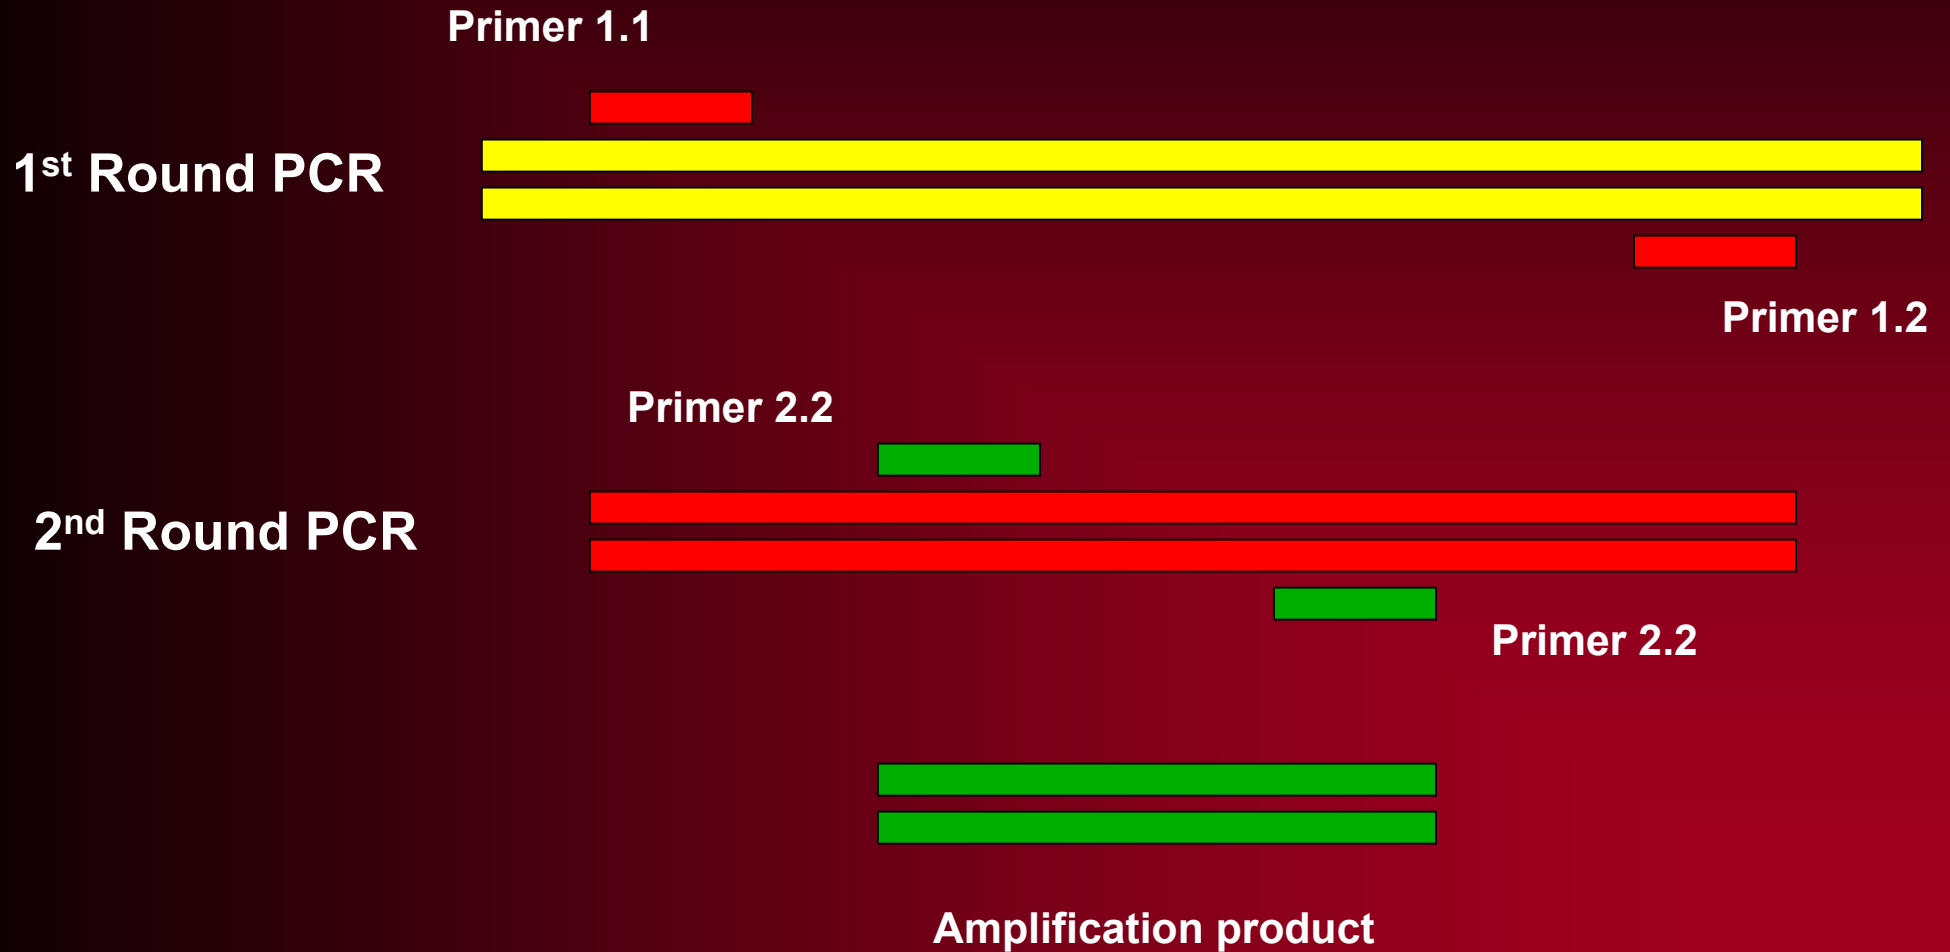 Primer 1.1
1st Round PCR
Primer 1.2
Primer 2.2
2nd Round PCR
Primer 2.2
Amplification product